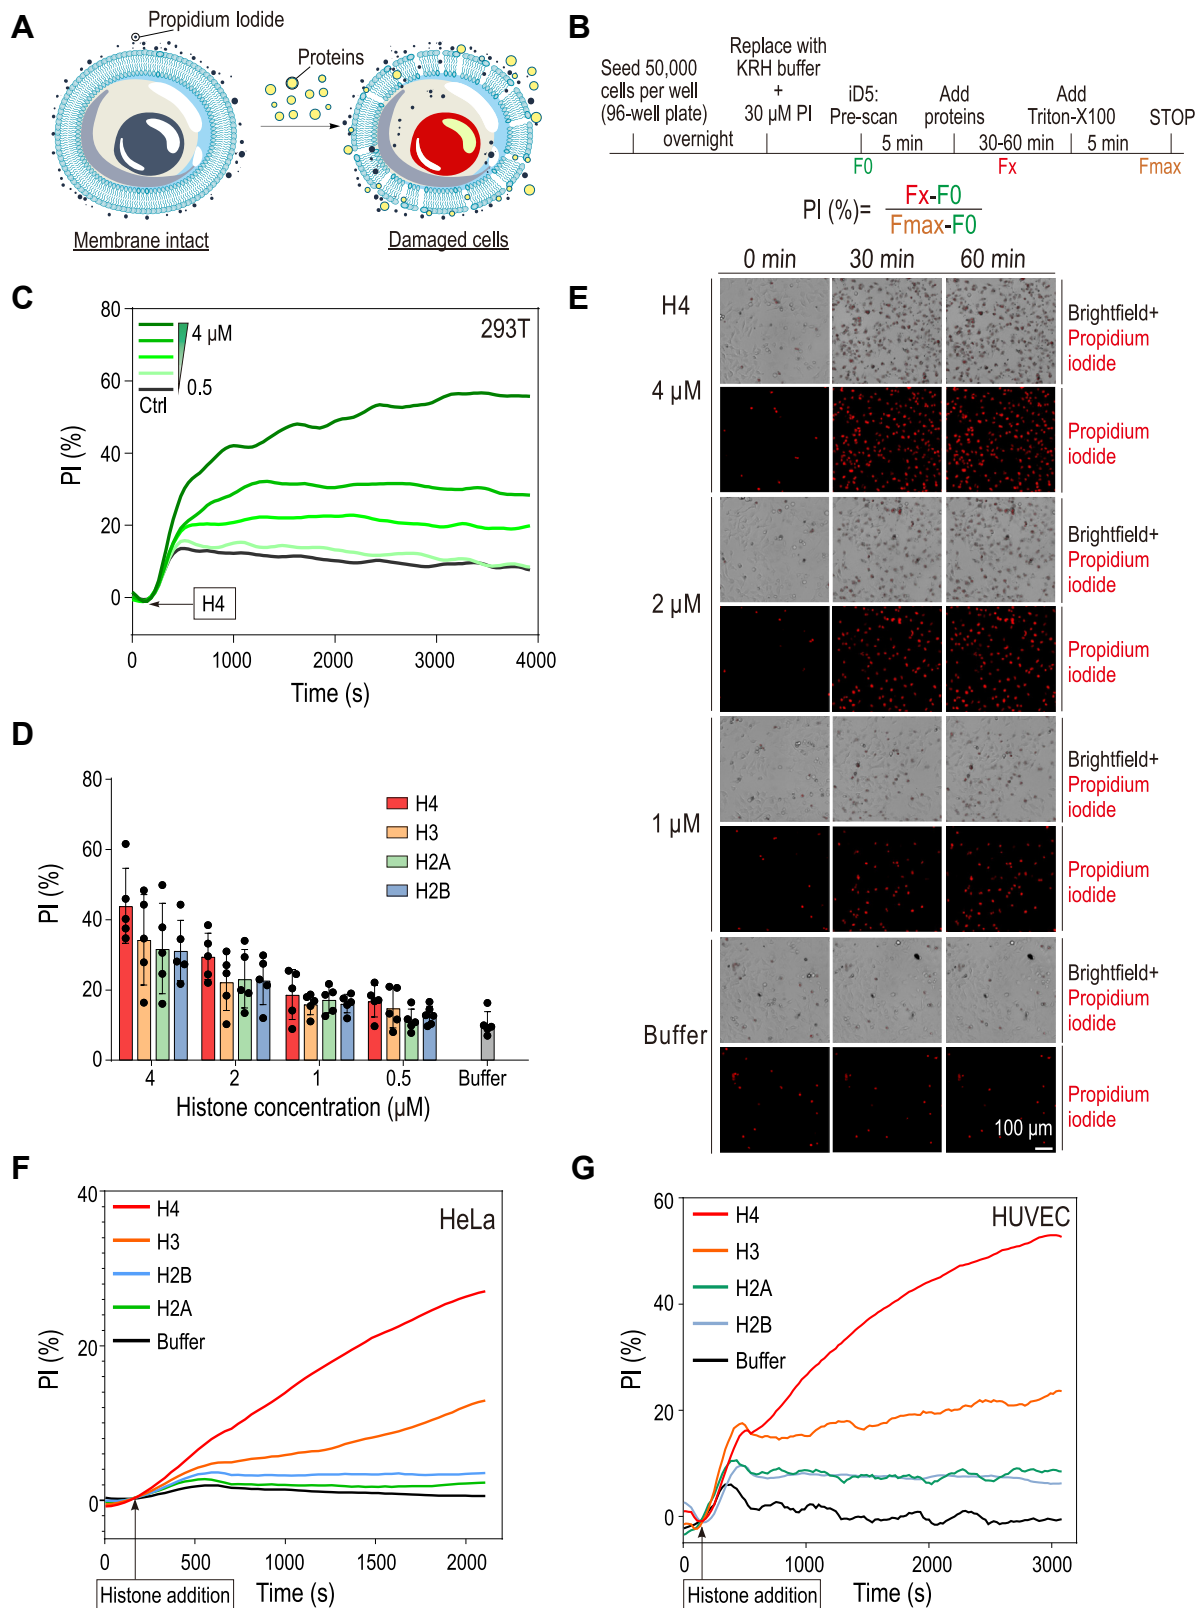 A
Propidium Iodide
Proteins
Membrane intact
Damaged cells
B
Seed 50,000
cells per well
(96-well plate)
overnight
Replace with
KRH buffer
+
30 µM PI
iD5:
Pre-scan
5 min
Add
proteins
30-60 min
Add
Triton-X100
5 min
STOP
F0
Fx
Fmax
PI (%)=
Fx-F0
Fmax-F0
C
80
60
40
20
0
PI (%)
4 µM
0.5
Ctrl
293T
H4
0
1000
2000
3000
4000
Time (s)
D
80
60
40
20
0
PI (%)
H4
H3
H2A
H2B
4
2
1
0.5
Buffer
Histone concentration (µM)
E
0 min
30 min
60 min
H4
4 µM
Brightfield+
Propidium
iodide
Propidium
iodide
2 µM
Brightfield+
Propidium
iodide
Propidium
iodide
1 µM
Brightfield+
Propidium
iodide
Propidium
iodide
Buffer
Brightfield+
Propidium
iodide
Propidium
iodide
100 µm
F
40
20
0
PI (%)
H4
H3
H2B
H2A
Buffer
HeLa
0
500
1000
1500
2000
Histone addition
Time (s)
G
60
40
20
0
PI (%)
H4
H3
H2A
H2B
Buffer
HUVEC
0
1000
2000
3000
Histone addition
Time (s)